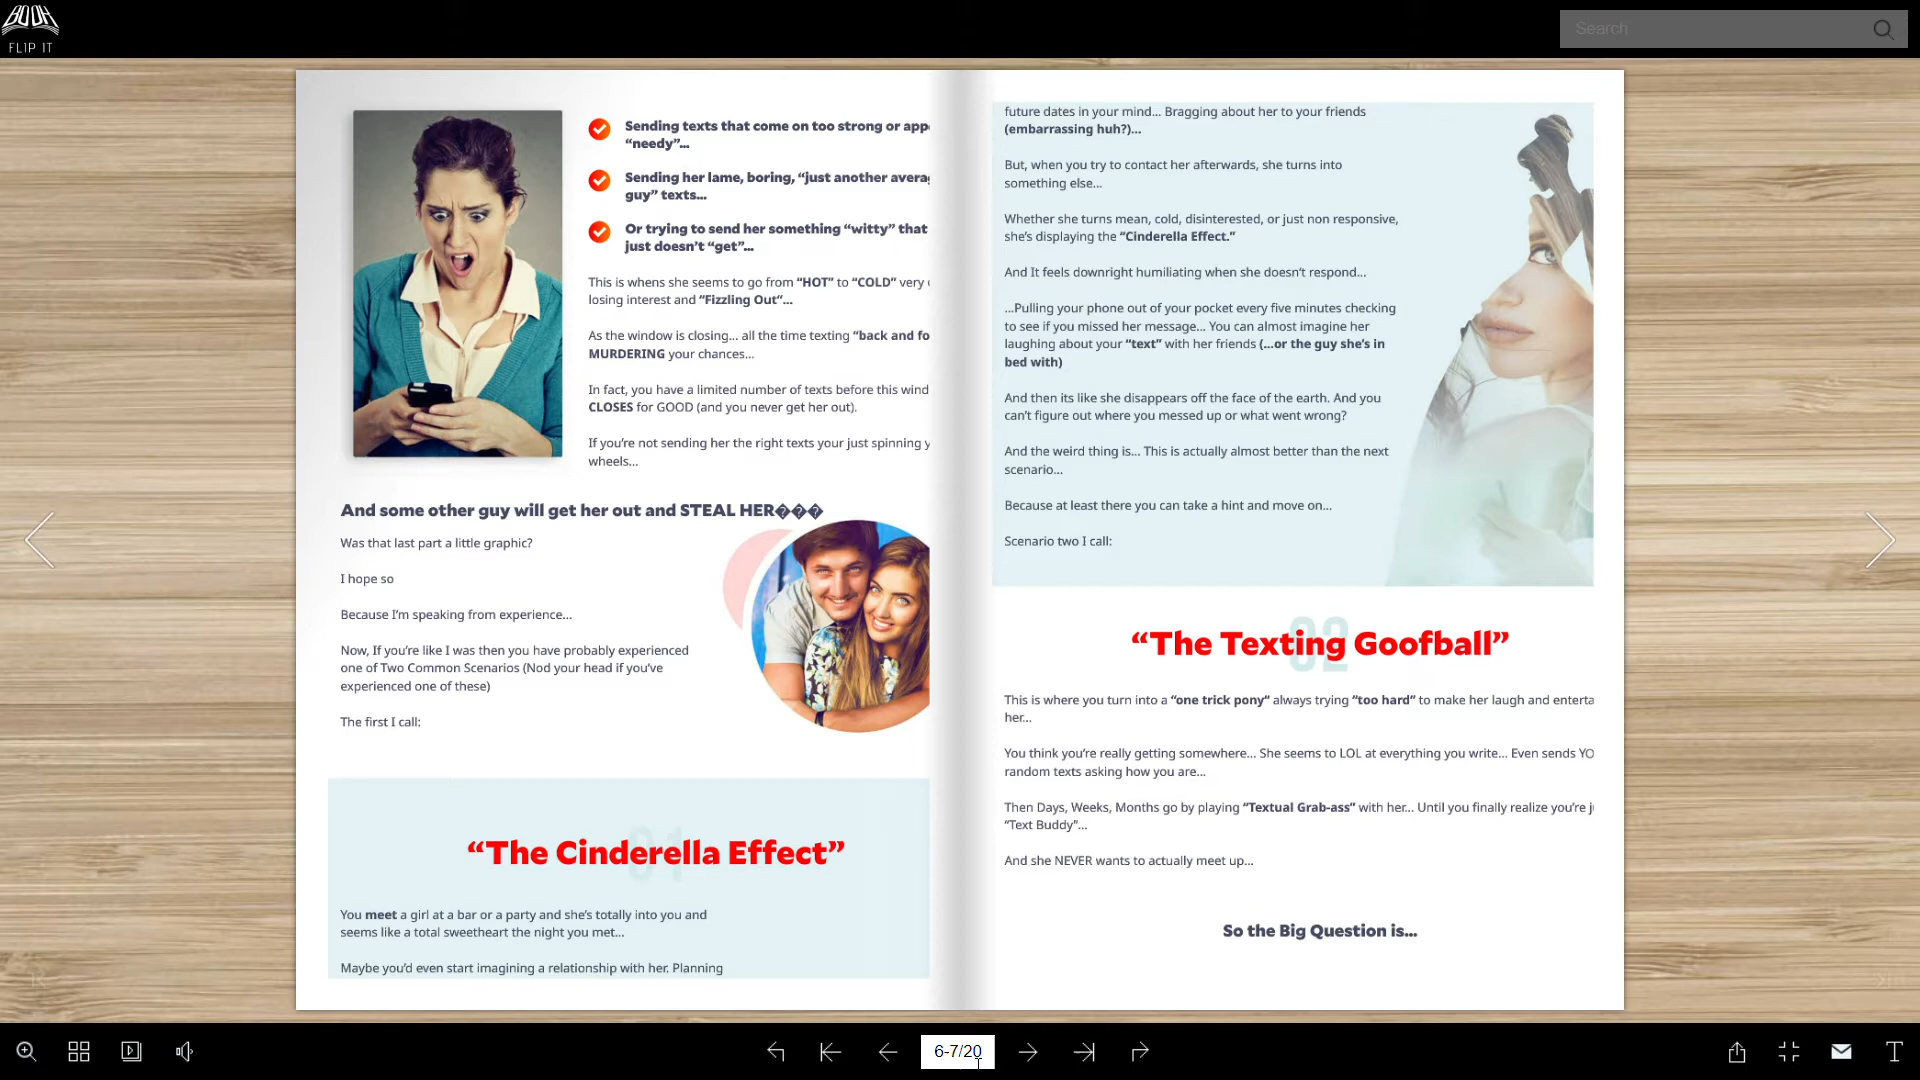 BOOK
FLIP IT
Search
Sending texts that come on too strong or app
“needy”...
Sending her lame, boring, “just another avera
guy” texts...
Or trying to send her something “witty” that
just doesn’t “get”...
This is whens she seems to go from “HOT” to “COLD” very
losing interest and “Fizzling Out“...
As the window is closing... all the time texting “back and fo
MURDERING your chances...
In fact, you have a limited number of texts before this wind
CLOSES for GOOD (and you never get her out).
If you’re not sending her the right texts your just spinning y
wheels...
And some other guy will get her out and STEAL HER���
Was that last part a little graphic?
I hope so
Because I’m speaking from experience...
Now, If you’re like I was then you have probably experienced
one of Two Common Scenarios (Nod your head if you’ve
experienced one of these)
The first I call:
01
“The Cinderella Effect”
You meet a girl at a bar or a party and she’s totally into you and
seems like a total sweetheart the night you met...
Maybe you’d even start imagining a relationship with her. Planning
future dates in your mind... Bragging about her to your friends
(embarrassing huh?)...
But, when you try to contact her afterwards, she turns into
something else...
Whether she turns mean, cold, disinterested, or just non responsive,
she’s displaying the “Cinderella Effect.”
And It feels downright humiliating when she doesn’t respond...
...Pulling your phone out of your pocket every five minutes checking
to see if you missed her message... You can almost imagine her
laughing about your “text” with her friends (...or the guy she’s in
bed with)
And then its like she disappears off the face of the earth. And you
can’t figure out where you messed up or what went wrong?
And the weird thing is... This is actually almost better than the next
scenario...
Because at least there you can take a hint and move on...
Scenario two I call:
02
“The Texting Goofball”
This is where you turn into a “one trick pony“ always trying “too hard” to make her laugh and enterta
her...
You think you’re really getting somewhere... She seems to LOL at everything you write... Even sends YO
random texts asking how you are...
Then Days, Weeks, Months go by playing “Textual Grab-ass” with her... Until you finally realize you’re j
“Text Buddy”...
And she NEVER wants to actually meet up...
So the Big Question is...
6-7/20